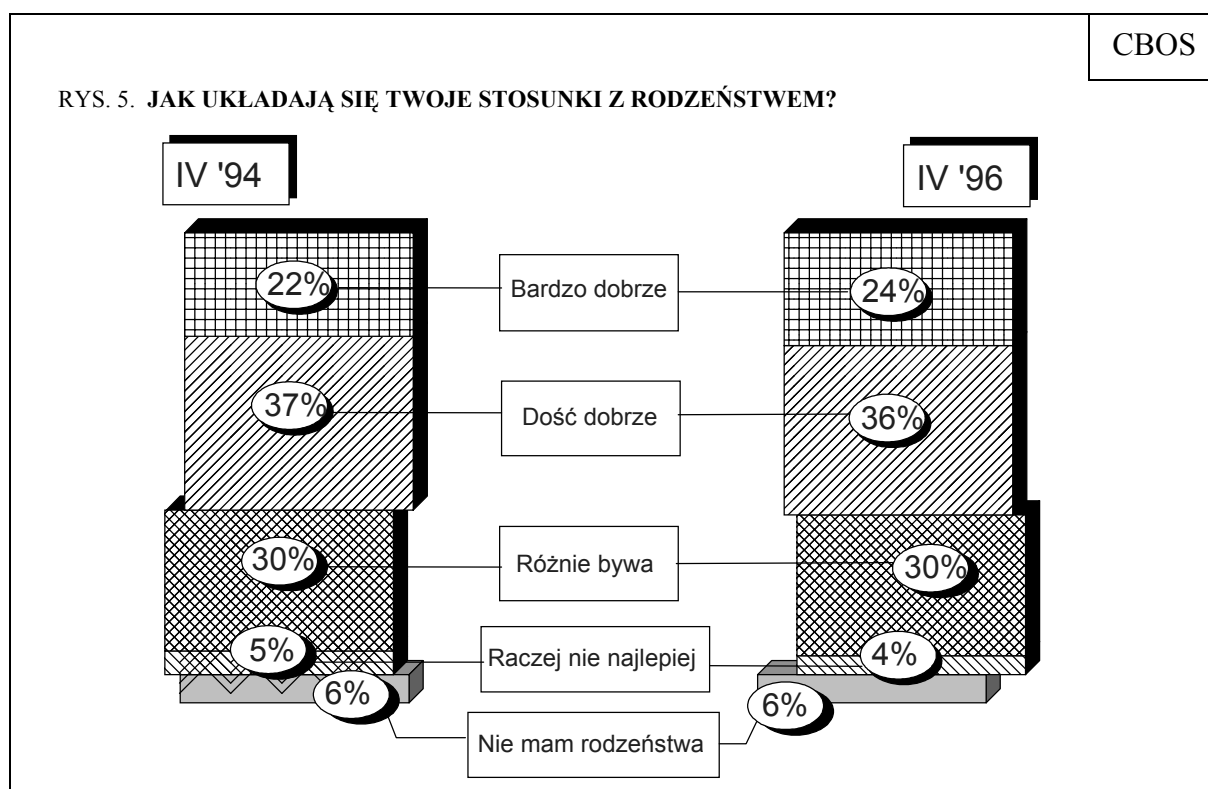 CBOS
RYS. 5. JAK UKŁADAJĄ SIĘ TWOJE STOSUNKI Z RODZEŃSTWEM?
IV '94
IV '96
22%
Bardzo dobrze
24%
37%
Dość dobrze
36%
30%
Różnie bywa
30%
5%
Raczej nie najlepiej
4%
6%
Nie mam rodzeństwa
6%